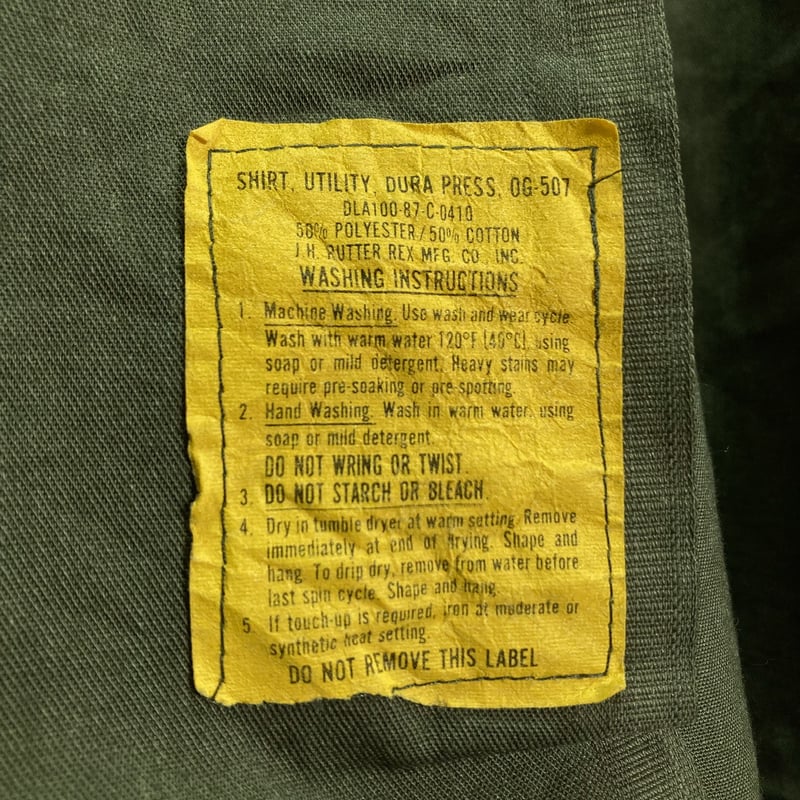 SHIRT, UTILITY, DURA PRESS, OG-507
DLA100-87-C-0410
50% POLYESTER/50% COTTON
J.H. RUTTER REX MFG. CO., INC.
WASHING INSTRUCTIONS
1. Machine Washing. Use wash and wear cycle.
Wash with warm water 120°F (49°C), using
soap or mild detergent. Heavy stains may
require pre-soaking or pre-spotting.
2. Hand Washing. Wash in warm water, using
soap or mild detergent.
DO NOT WRING OR TWIST.
3. DO NOT STARCH OR BLEACH.
4. Dry in tumble dryer at warm setting. Remove
immediately at end of drying. Shape and
hang. To drip dry, remove from water before
last spin cycle. Shape and hang.
5. If touch-up is required, iron at moderate or
synthetic heat setting.
DO NOT REMOVE THIS LABEL